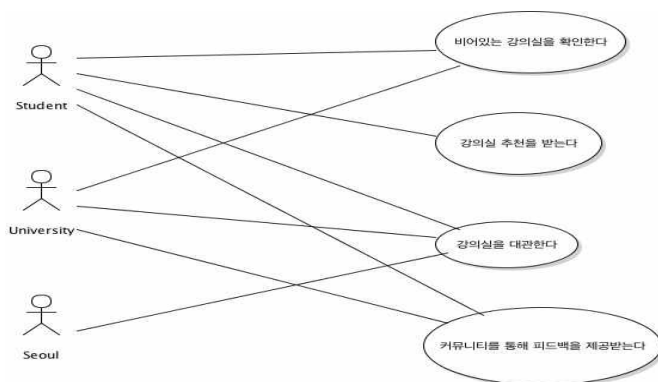 비어있는 강의실을 확인한다
Student
강의실 추천을 받는다
University
강의실을 대관한다
Seoul
커뮤니티를 통해 피드백을 제공받는다